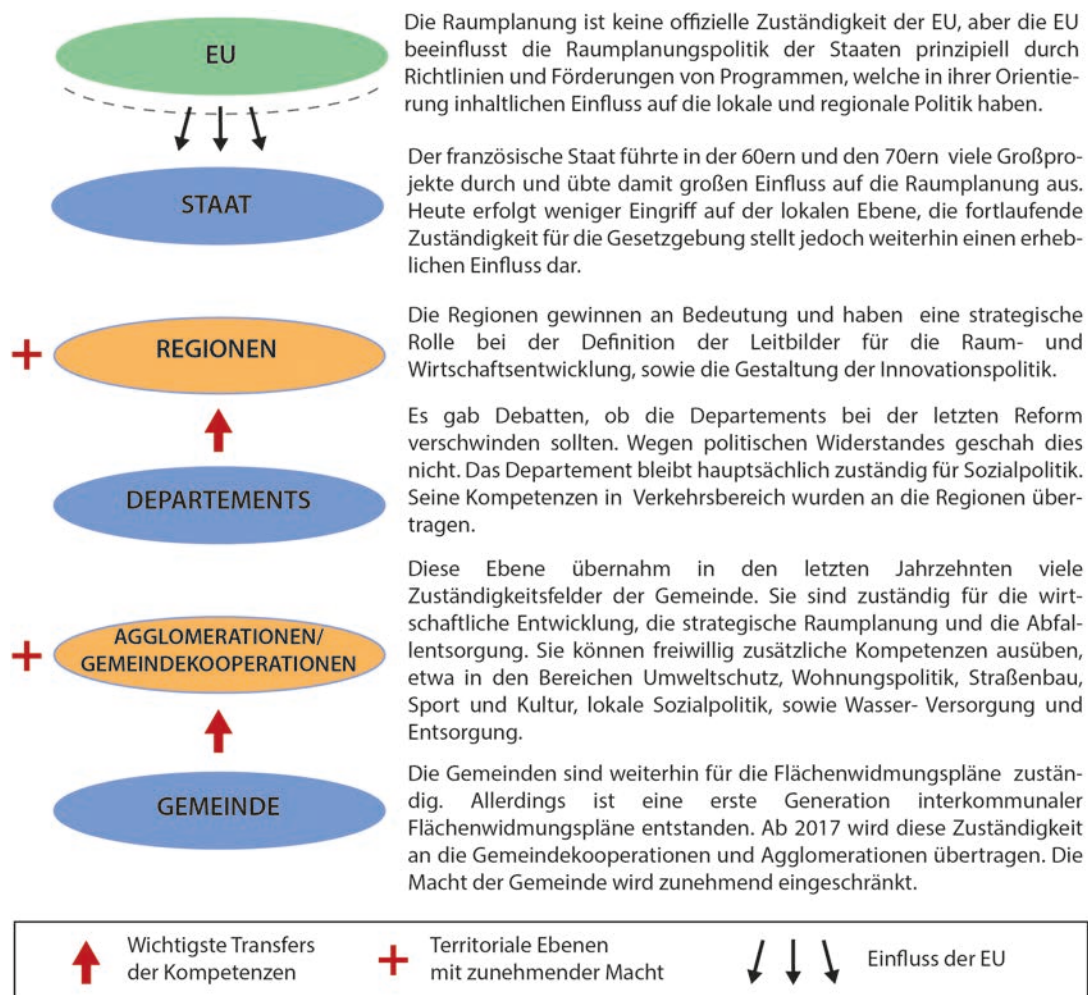 EU
Die Raumplanung ist keine offizielle Zuständigkeit der EU, aber die EU
beeinflusst die Raumplanungspolitik der Staaten prinzipiell durch
Richtlinien und Förderungen von Programmen, welche in ihrer Orientie-
rung inhaltlichen Einfluss auf die lokale und regionale Politik haben.
STAAT
Der französische Staat führte in der 60ern und den 70ern viele Großpro-
jekte durch und übte damit großen Einfluss auf die Raumplanung aus.
Heute erfolgt weniger Eingriff auf der lokalen Ebene, die fortlaufende
Zuständigkeit für die Gesetzgebung stellt jedoch weiterhin einen erheb-
lichen Einfluss dar.
+ REGIONEN
Die Regionen gewinnen an Bedeutung und haben eine strategische
Rolle bei der Definition der Leitbilder für die Raum- und
Wirtschaftsentwicklung, sowie die Gestaltung der Innovationspolitik.
DEPARTEMENTS
Es gab Debatten, ob die Departements bei der letzten Reform
verschwinden sollten. Wegen politischen Widerstandes geschah dies
nicht. Das Departement bleibt hauptsächlich zuständig für Sozialpolitik.
Seine Kompetenzen in Verkehrsbereich wurden an die Regionen über-
tragen.
+ AGGLOMERATIONEN/
GEMEINDEKOOPERATIONEN
Diese Ebene übernahm in den letzten Jahrzehnten viele
Zuständigkeitsfelder der Gemeinde. Sie sind zuständig für die wirt-
schaftliche Entwicklung, die strategische Raumplanung und die Abfal-
lentsorgung. Sie können freiwillig zusätzliche Kompetenzen ausüben,
etwa in den Bereichen Umweltschutz, Wohnungspolitik, Straßenbau,
Sport und Kultur, lokale Sozialpolitik, sowie Wasser- Versorgung und
Entsorgung.
GEMEINDE
Die Gemeinden sind weiterhin für die Flächenwidmungspläne zustän-
dig. Allerdings ist eine erste Generation interkommunaler
Flächenwidmungspläne entstanden. Ab 2017 wird diese Zuständigkeit
an die Gemeindekooperationen und Agglomerationen übertragen. Die
Macht der Gemeinde wird zunehmend eingeschränkt.
Wichtigste Transfers
der Kompetenzen
+ Territoriale Ebenen
mit zunehmender Macht
Einfluss der EU